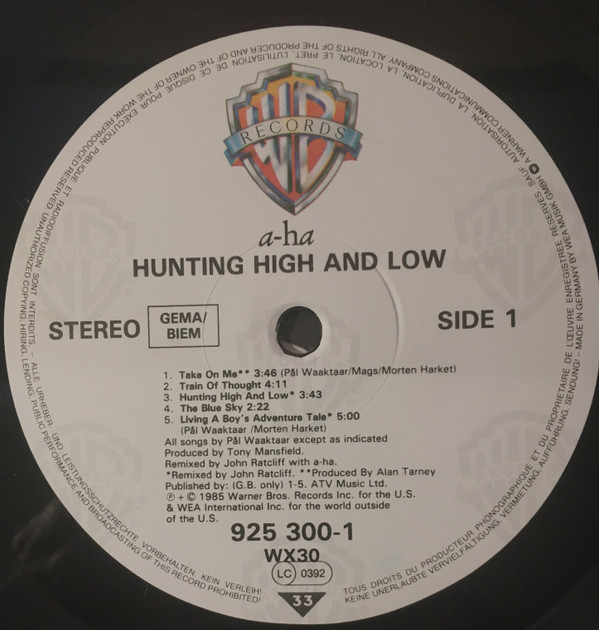 WB
RECORDS
a-ha
HUNTING HIGH AND LOW
STEREO
GEMA/
BIEM
SIDE 1
1. Take On Me** 3:46 (Pål Waaktaar/Mags/Morten Harket)
2. Train Of Thought 4:11
3. Hunting High And Low* 3:43
4. The Blue Sky 2:22
5. Living A Boy's Adventure Tale* 5:00
(Pål Waaktaar /Morten Harket)
All songs by Pål Waaktaar except as indicated
Produced by Tony Mansfield.
Remixed by John Ratcliff with a-ha.
*Remixed by John Ratcliff. **Produced By Alan Tarney
Published by: (G.B. only) 1-5. ATV Music Ltd.
℗ + © 1985 Warner Bros. Records Inc. for the U.S.
& WEA International Inc. for the world outside
of the U.S.
925 300-1
WX30
LC 0392
33
TOUS DROITS DU PRODUCTEUR PHONOGRAPHIQUE ET DU PROPRIETAIRE DE L'ŒUVRE ENREGISTREE RESERVES. SAUF AUTORISATION, LA DUPLICATION, LA LOCATION, LE PRET, L'UTILISATION DE CE DISQUE POUR EXECUTION PUBLIQUE ET RADIODIFFUSION SONT INTERDITS. – ALLE URHEBER- UND LEISTUNGSSCHUTZRECHTE VORBEHALTEN. KEIN VERLEIH!
KEINE UNERLAUBTE VERVIELFÄLTIGUNG, VERMIETUNG, AUFFÜHRUNG, SENDUNG! – MADE IN GERMANY BY WEA MUSIK GMBH
A WARNER COMMUNICATIONS COMPANY. ALL RIGHTS OF THE PRODUCER AND OF THE OWNER OF THE WORK REPRODUCED RESERVED. UNAUTHORIZED COPYING, HIRING, LENDING, PUBLIC PERFORMANCE AND BROADCASTING OF THIS RECORD PROHIBITED!